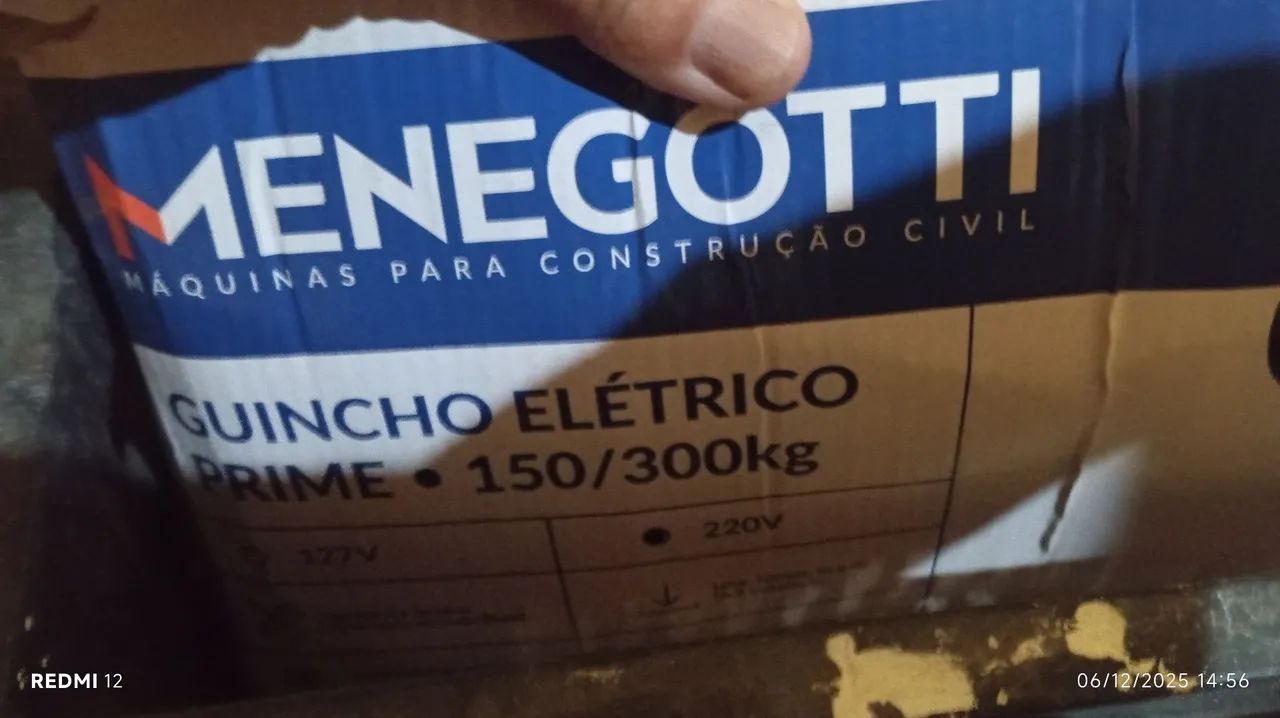 MENEGOTTI
MÁQUINAS PARA CONSTRUÇÃO CIVIL
GUINCHO ELÉTRICO
PRIME • 150/300kg
127V
● 220V
REDMI 12
06/12/2025 14:56